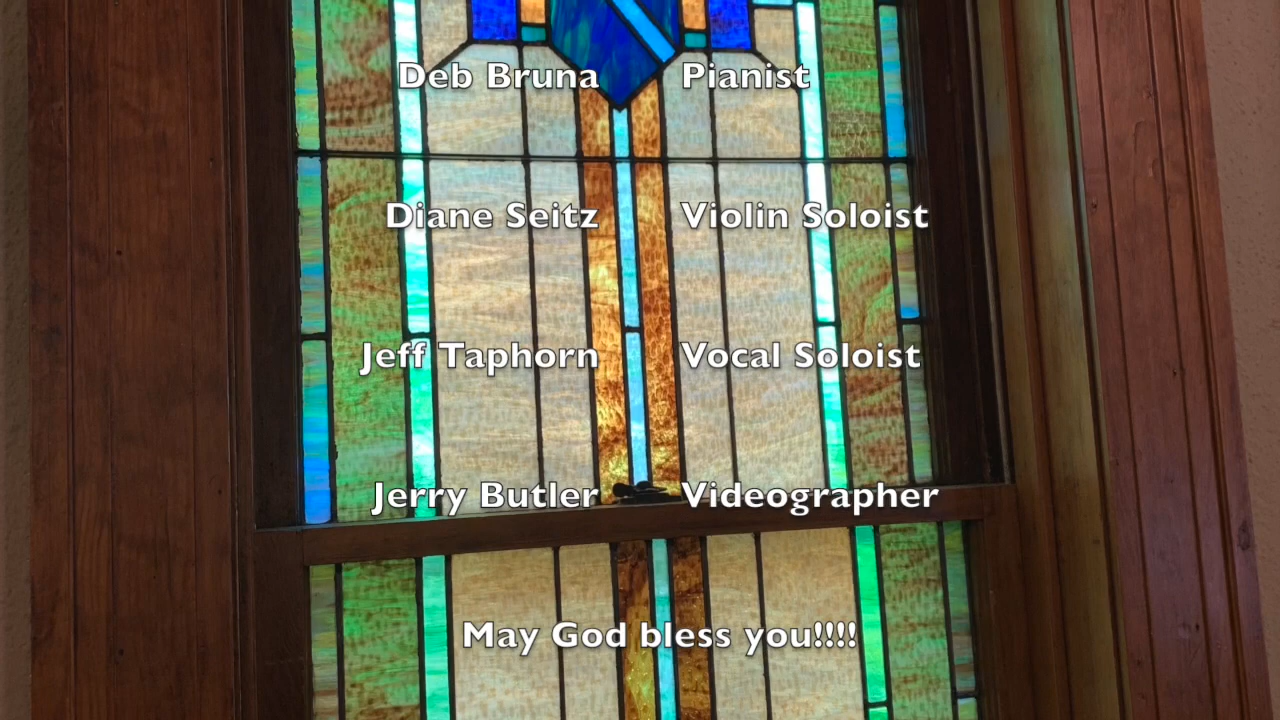 Deb Bruna Pianist
Diane Seitz Violin Soloist
Jeff Taphorn Vocal Soloist
Jerry Butler Videographer
May God bless you!!!!